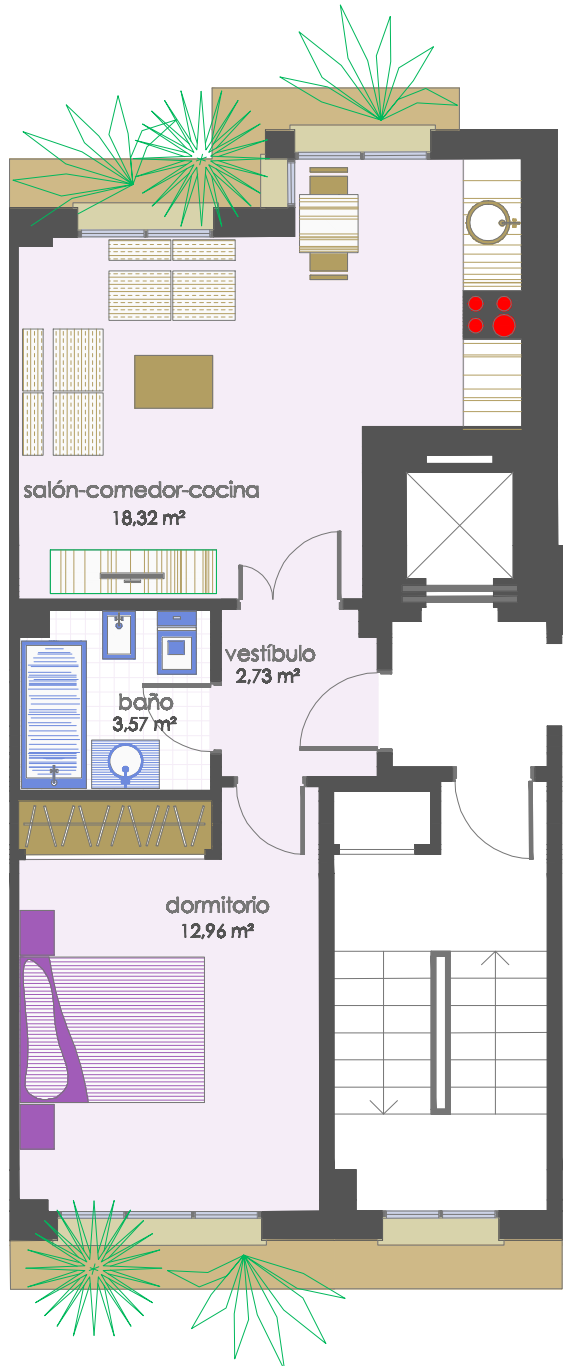 salón-comedor-cocina
18,32 m²
vestíbulo
2,73 m²
baño
3,57 m²
dormitorio
12,96 m²